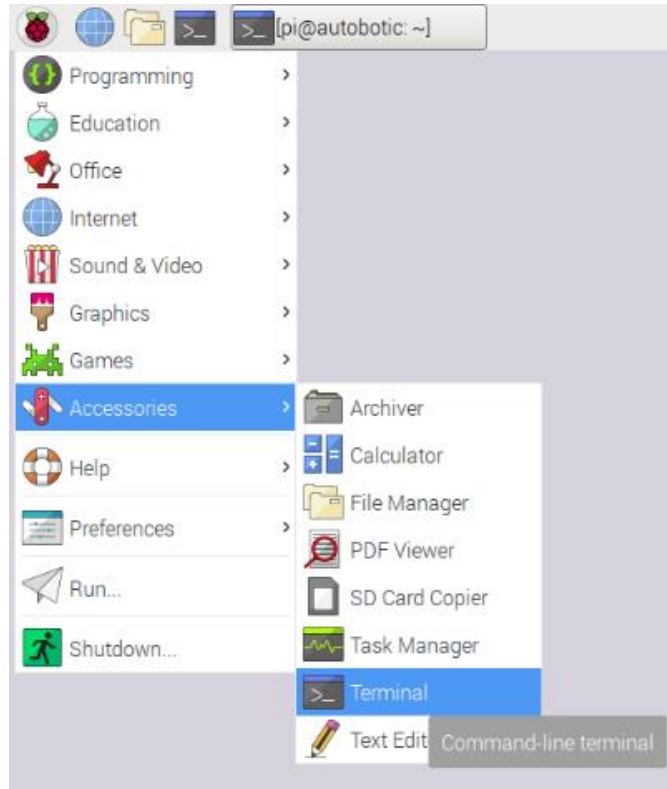 [pi@autobotic: ~]
Programming
Education
Office
Internet
Sound & Video
Graphics
Games
Accessories
Help
Preferences
Run...
Shutdown...
Archiver
Calculator
File Manager
PDF Viewer
SD Card Copier
Task Manager
Terminal
Text Edit
Command-line terminal